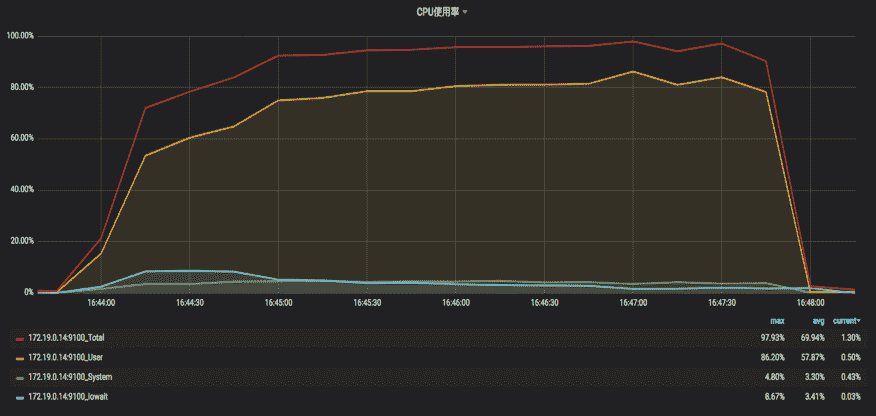 CPU使用率
100.00%
80.00%
60.00%
40.00%
20.00%
0%
16:44:00 16:44:30 16:45:00 16:45:30 16:46:00 16:46:30 16:47:00 16:47:30 16:48:00
max avg current
172.19.0.14:9100_Total 97.93% 69.94% 1.30%
172.19.0.14:9100_User 86.20% 57.87% 0.50%
172.19.0.14:9100_System 4.80% 3.30% 0.43%
172.19.0.14:9100_Iowait 8.67% 3.41% 0.03%